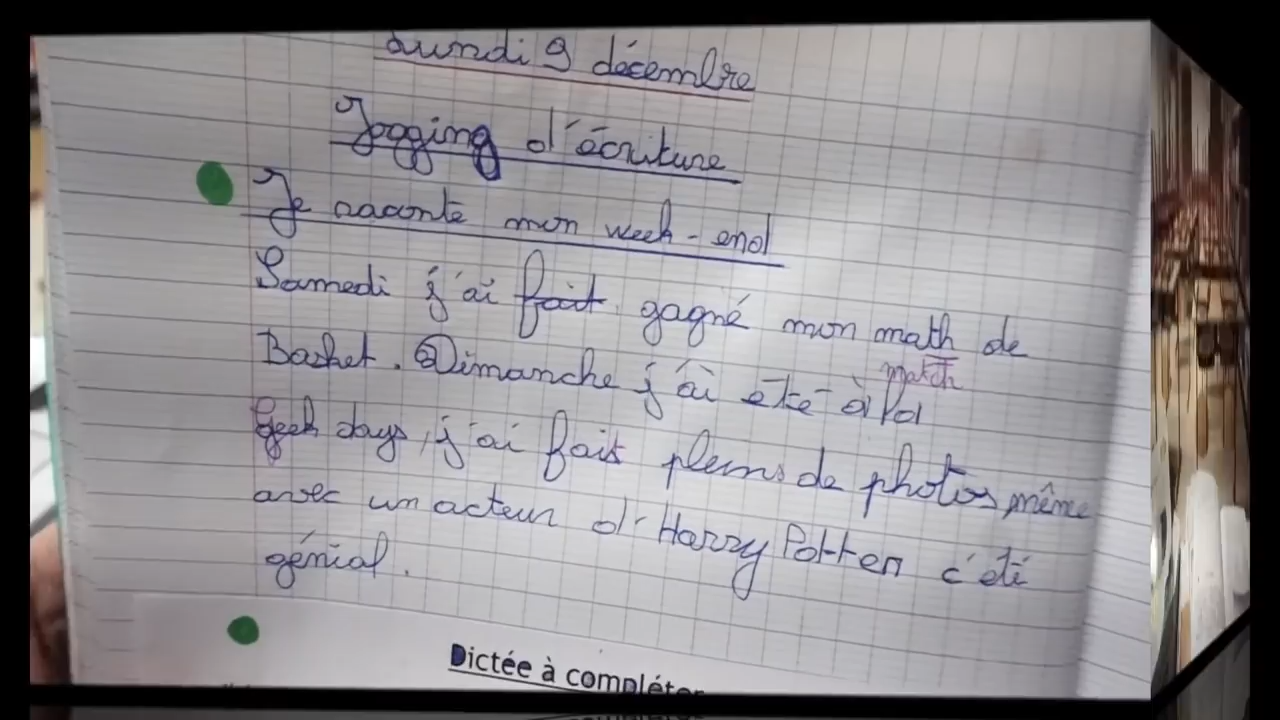 Lundi 9 décembre
Jogging d'écriture
Je raconte mon week-end
Samedi j'ai fait gagné mon math de
match
Basket. Dimanche j'ai été à la
Geek days, j'ai fait pleins de photos même
avec un acteur d'Harry Potter c'été
génial.
Dictée à compléter